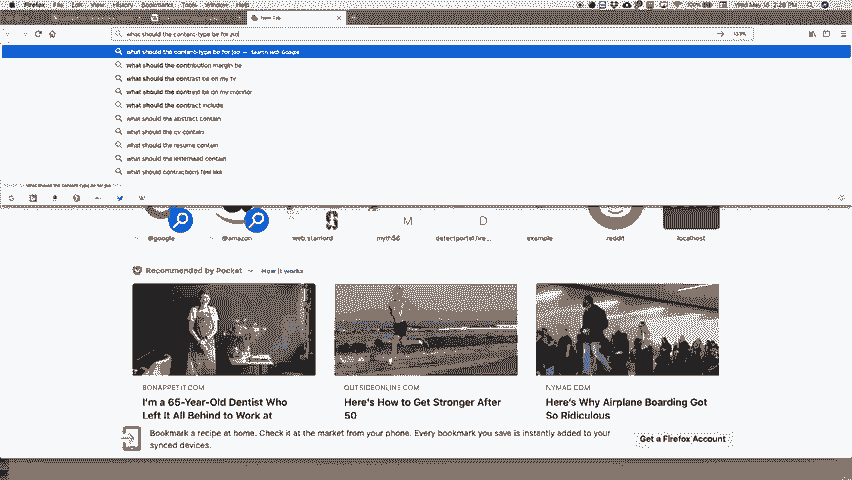 Firefox File Edit View History Bookmarks Tools Window Help
Wed May 2:28 PM
New Tab
what should the content-type be for
what should the content-type be for — Search with Google
what should the contribution margin be
what should the contrast be on my tv
what should the contrast be on my monitor
what should the contract include
what should the abstract contain
what should the cv contain
what should the resume contain
what should the letterhead contain
what should contractions feel like
@google @amazon web.stanford myth56 detectportal.fire... example reddit localhost
M D
Recommended by Pocket How it works
BONAPPETIT.COM OUTSIDEONLINE.COM NYMAG.COM
I'm a 65-Year-Old Dentist Who Here's How to Get Stronger After Here's Why Airplane Boarding Got
Left it All Behind to Work at 50 So Ridiculous
Bookmark a recipe at home. Check it at the market from your phone. Every bookmark you save is instantly added to your
synced devices.
Get a Firefox Account